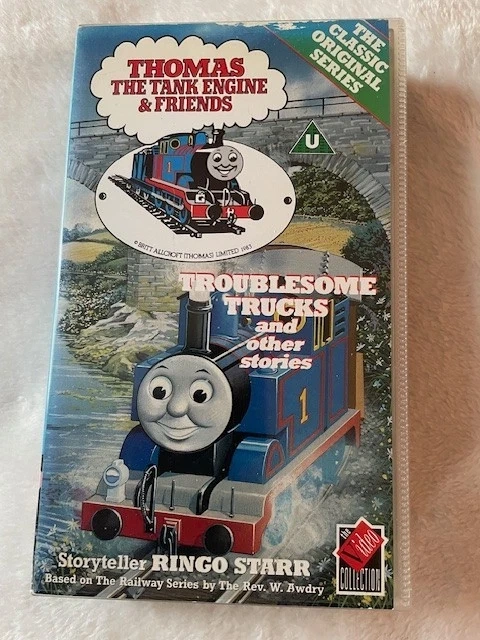 THE
CLASSIC
ORIGINAL
SERIES
THOMAS
THE TANK ENGINE
& FRIENDS
U
© BRITT ALLCROFT (THOMAS) LIMITED 1983
TROUBLESOME
TRUCKS
and
other
stories
1
Storyteller RINGO STARR
Based on The Railway Series by The Rev. W. Awdry
the
Video
COLLECTION